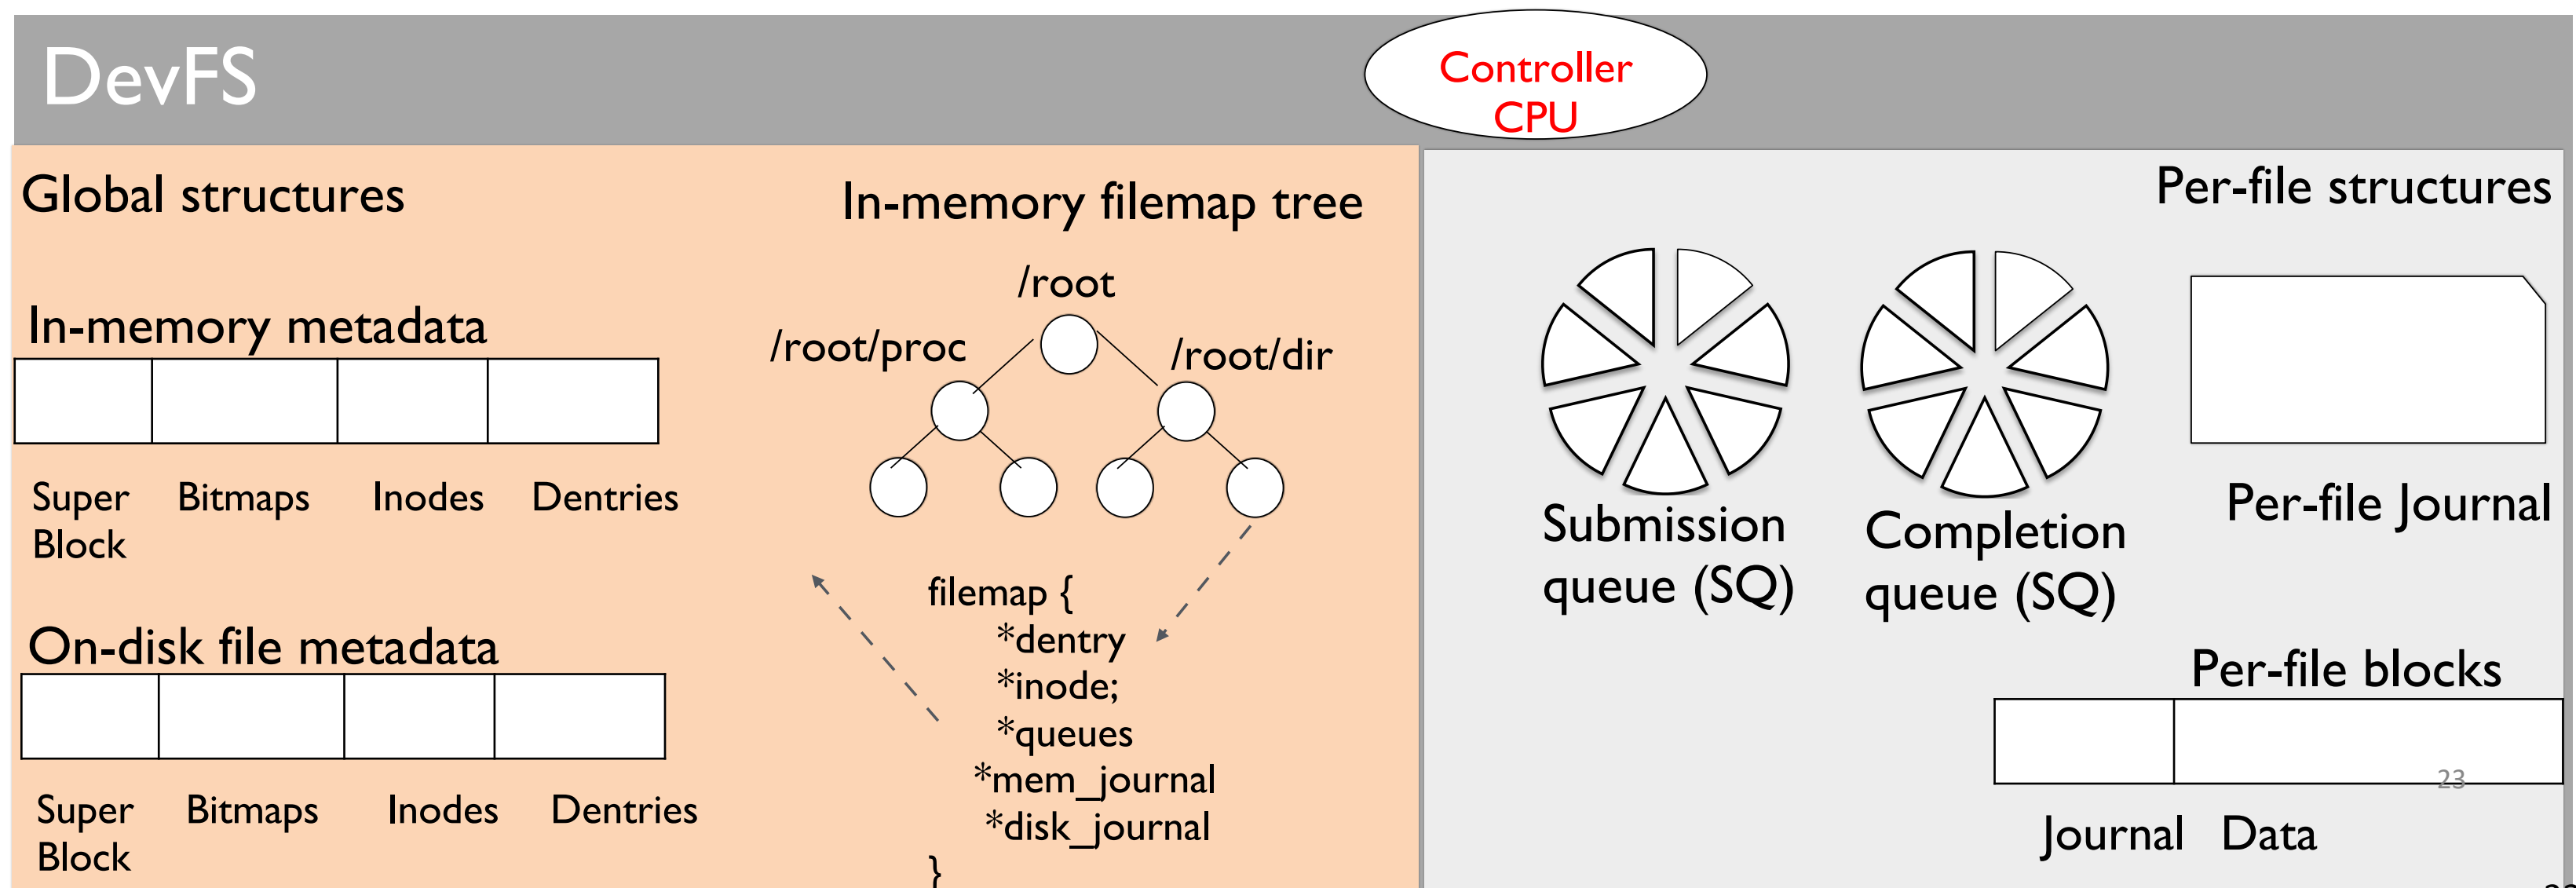 DevFS
Controller
CPU
Global structures
In-memory filemap tree
Per-file structures
/root
In-memory metadata
/root/proc
/root/dir
Super
Block
Bitmaps
Inodes
Dentries
Submission
queue (SQ)
Completion
queue (SQ)
Per-file Journal
filemap {
*dentry
*inode;
*queues
*mem_journal
*disk_journal
}
On-disk file metadata
Super
Block
Bitmaps
Inodes
Dentries
Per-file blocks
23
Journal
Data